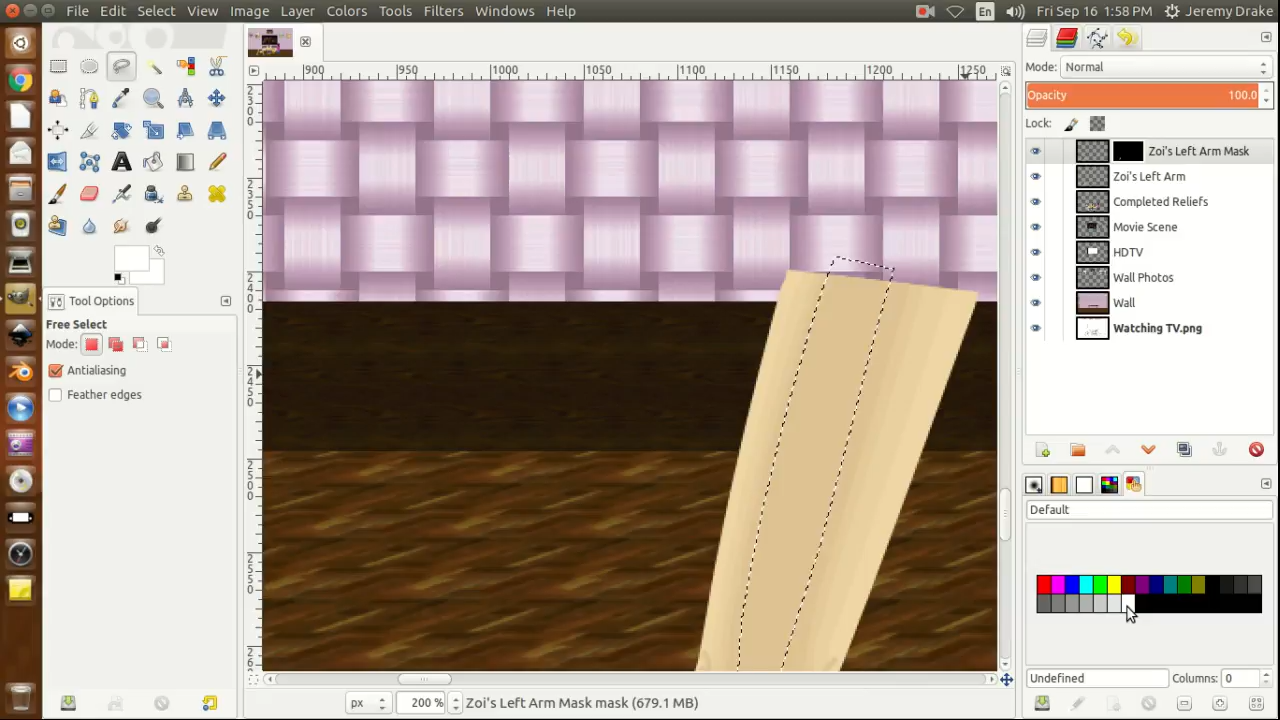 File Edit Select View Image Layer Colors Tools Windows Help
En Fri Sep 16 1:58 PM Jeremy Drake
900 950 1000 1050 1100 1150 1200 1250
Mode: Normal
Opacity 100.0
Lock:
Zoi's Left Arm Mask
Zoi's Left Arm
Completed Reliefs
Movie Scene
HDTV
Wall Photos
Wall
Watching TV.png
Tool Options
Free Select
Mode:
Antialiasing
Feather edges
Default
Undefined Columns: 0
px 200 % Zoi's Left Arm Mask mask (679.1 MB)